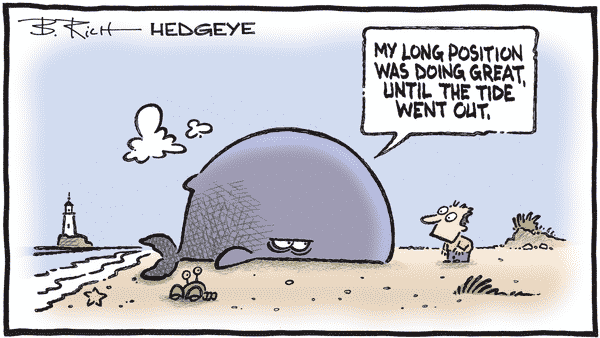 B. RICH HEDGEYE
MY LONG POSITION
WAS DOING GREAT,
UNTIL THE TIDE
WENT OUT.